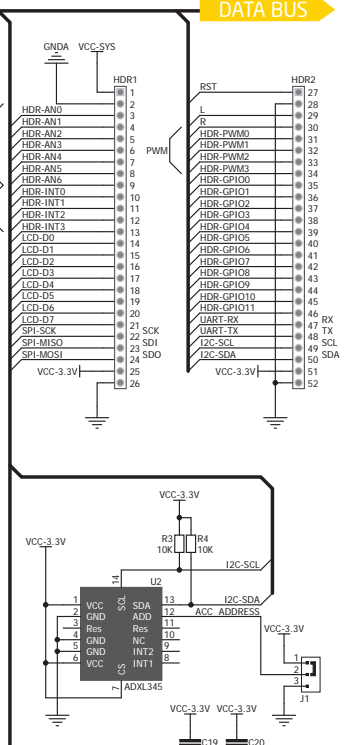 DATA BUS
GNDA VCC-SYS
HDR1
HDR2
1
2
HDR-AN0 3
HDR-AN1 4
HDR-AN2 5
HDR-AN3 6
HDR-AN4 7
HDR-AN5 8
HDR-AN6 9
HDR-INT0 10
HDR-INT1 11
HDR-INT2 12
HDR-INT3 13
LCD-D0 14
LCD-D1 15
LCD-D2 16
LCD-D3 17
LCD-D4 18
LCD-D5 19
LCD-D6 20
LCD-D7 21
SPI-SCK 22 SCK
SPI-MISO 23 SDI
SPI-MOSI 24 SDO
VCC-3.3V 25
26
RST 27
28
L 29
R 30
HDR-PWM0 31
PWM HDR-PWM1 32
HDR-PWM2 33
HDR-PWM3 34
HDR-GPIO0 35
HDR-GPIO1 36
HDR-GPIO2 37
HDR-GPIO3 38
HDR-GPIO4 39
HDR-GPIO5 40
HDR-GPIO6 41
HDR-GPIO7 42
HDR-GPIO8 43
HDR-GPIO9 44
HDR-GPIO10 45
HDR-GPIO11 46
UART-RX 47 RX
UART-TX 48 TX
I2C-SCL 49 SCL
I2C-SDA 50 SDA
VCC-3.3V 51
52
VCC-3.3V
VCC-3.3V
R3 R4
10K 10K
I2C-SCL
14
U2
SCL
1 VCC SDA 13 I2C-SDA
2 GND ADD 12 ACC ADDRESS
3 Res Res 11
4 GND NC 10
5 GND INT2 9
6 VCC INT1 8
CS
7 ADXL345
VCC-3.3V
1
2
3
J1
VCC-3.3V VCC-3.3V
C19 C20